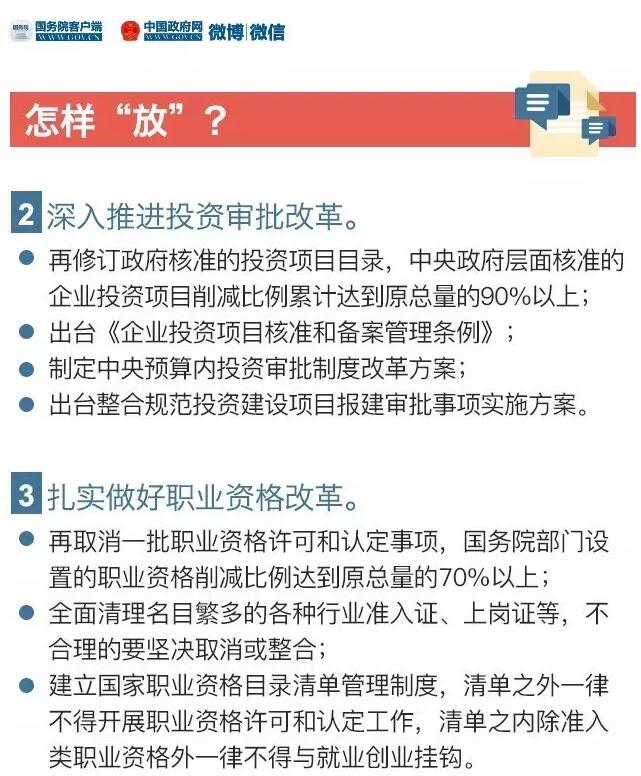 国务院 国务院客户端 中国政府网 微博|微信
WWW.GOV.CN WWW.GOV.CN
怎样“放”？
2 深入推进投资审批改革。
再修订政府核准的投资项目目录，中央政府层面核准的
企业投资项目削减比例累计达到原总量的90%以上；
出台《企业投资项目核准和备案管理条例》；
制定中央预算内投资审批制度改革方案；
出台整合规范投资建设项目报建审批事项实施方案。
3 扎实做好职业资格改革。
再取消一批职业资格许可和认定事项，国务院部门设
置的职业资格削减比例达到原总量的70%以上；
全面清理名目繁多的各种行业准入证、上岗证等，不
合理的要坚决取消或整合；
建立国家职业资格目录清单管理制度，清单之外一律
不得开展职业资格许可和认定工作，清单之内除准入
类职业资格外一律不得与就业创业挂钩。